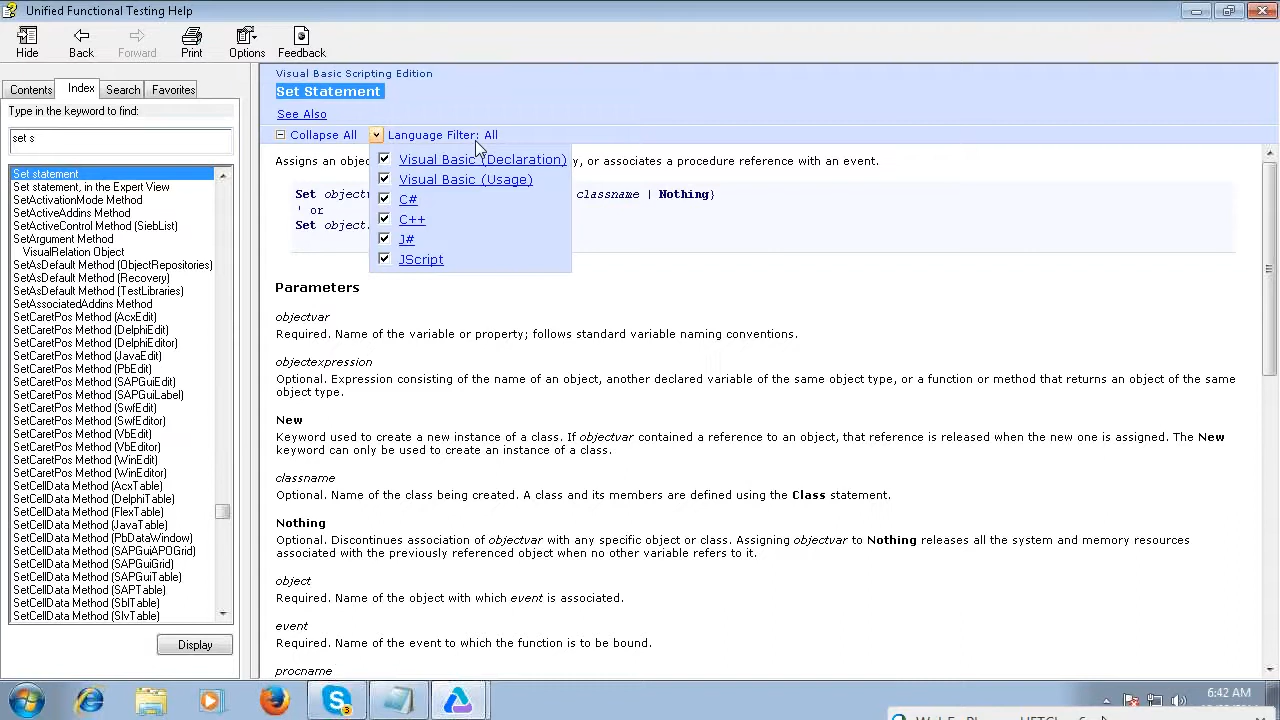 Unified Functional Testing Help
Hide
Back
Forward
Print
Options
Feedback
Contents
Index
Search
Favorites
Type in the keyword to find:
set s
Set statement
Set statement, in the Expert View
SetActivationMode Method
SetActiveAddins Method
SetActiveControl Method (SiebList)
SetArgument Method
VisualRelation Object
SetAsDefault Method (ObjectRepositories)
SetAsDefault Method (Recovery)
SetAsDefault Method (TestLibraries)
SetAssociatedAddins Method
SetCaretPos Method (AcxEdit)
SetCaretPos Method (DelphiEdit)
SetCaretPos Method (DelphiEditor)
SetCaretPos Method (JavaEdit)
SetCaretPos Method (PbEdit)
SetCaretPos Method (SAPGuiEdit)
SetCaretPos Method (SAPGuiLabel)
SetCaretPos Method (SwfEdit)
SetCaretPos Method (SwfEditor)
SetCaretPos Method (VbEdit)
SetCaretPos Method (VbEditor)
SetCaretPos Method (WinEdit)
SetCaretPos Method (WinEditor)
SetCellData Method (AcxTable)
SetCellData Method (DelphiTable)
SetCellData Method (FlexTable)
SetCellData Method (JavaTable)
SetCellData Method (PbDataWindow)
SetCellData Method (SAPGuiAPOGrid)
SetCellData Method (SAPGuiGrid)
SetCellData Method (SAPGuiTable)
SetCellData Method (SAPTable)
SetCellData Method (SblTable)
SetCellData Method (SlvTable)
Display
Visual Basic Scripting Edition
Set Statement
See Also
Collapse All
Language Filter: All
Visual Basic (Declaration)
Visual Basic (Usage)
C#
C++
J#
JScript
Assigns an objec y, or associates a procedure reference with an event.
Set objectv classname | Nothing}
' or
Set object.
Parameters
objectvar
Required. Name of the variable or property; follows standard variable naming conventions.
objectexpression
Optional. Expression consisting of the name of an object, another declared variable of the same object type, or a function or method that returns an object of the same
object type.
New
Keyword used to create a new instance of a class. If objectvar contained a reference to an object, that reference is released when the new one is assigned. The New
keyword can only be used to create an instance of a class.
classname
Optional. Name of the class being created. A class and its members are defined using the Class statement.
Nothing
Optional. Discontinues association of objectvar with any specific object or class. Assigning objectvar to Nothing releases all the system and memory resources
associated with the previously referenced object when no other variable refers to it.
object
Required. Name of the object with which event is associated.
event
Required. Name of the event to which the function is to be bound.
procname
3
6:42 AM